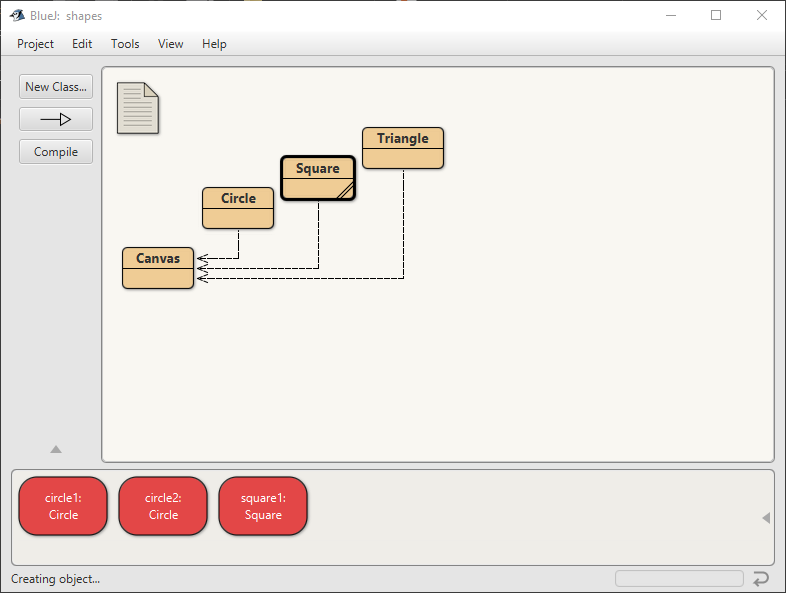 BlueJ: shapes
Project Edit Tools View Help
New Class...
Compile
Triangle
Square
Circle
Canvas
circle1:
Circle
circle2:
Circle
square1:
Square
Creating object...